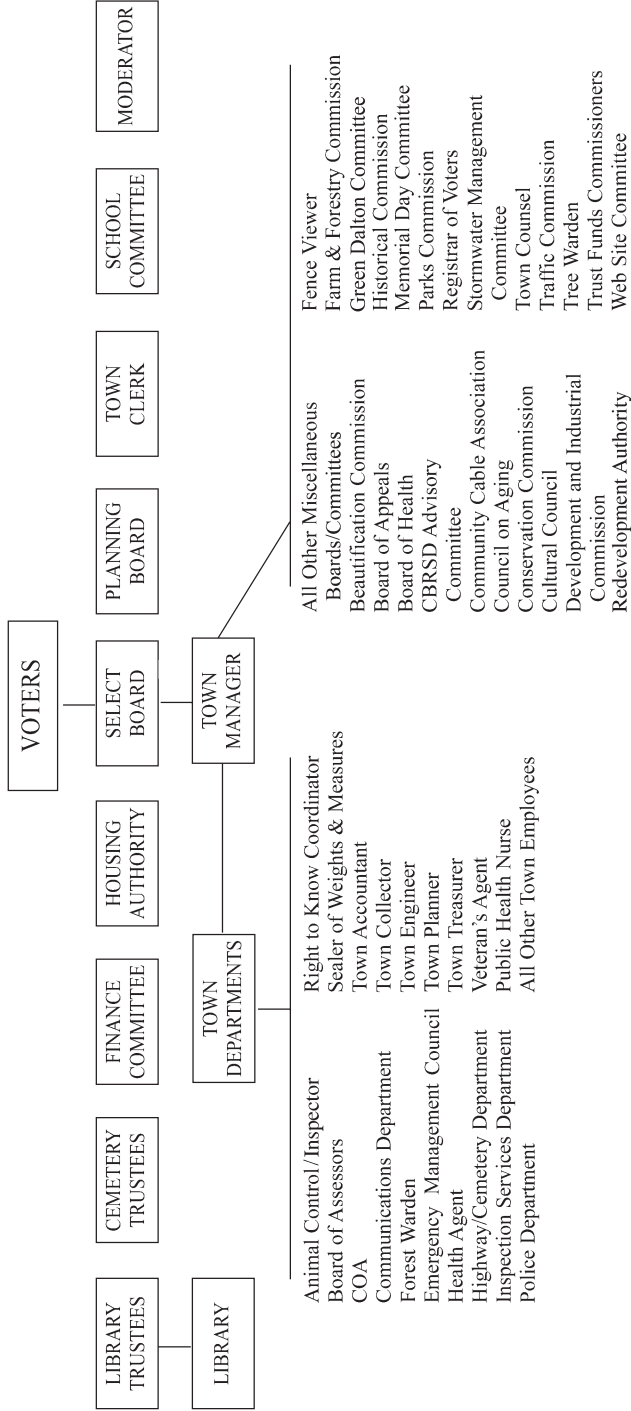 VOTERS
LIBRARY
TRUSTEES
CEMETERY
TRUSTEES
FINANCE
COMMITTEE
HOUSING
AUTHORITY
SELECT
BOARD
PLANNING
BOARD
TOWN
CLERK
SCHOOL
COMMITTEE
MODERATOR
LIBRARY
TOWN
DEPARTMENTS
TOWN
MANAGER
Animal Control/Inspector
Board of Assessors
COA
Communications Department
Forest Warden
Emergency Management Council
Health Agent
Highway/Cemetery Department
Inspection Services Department
Police Department
Right to Know Coordinator
Sealer of Weights & Measures
Town Accountant
Town Collector
Town Engineer
Town Planner
Town Treasurer
Veteran's Agent
Public Health Nurse
All Other Town Employees
All Other Miscellaneous
Boards/Committees
Beautification Commission
Board of Appeals
Board of Health
CBRSD Advisory
Committee
Community Cable Association
Council on Aging
Conservation Commission
Cultural Council
Development and Industrial
Commission
Redevelopment Authority
Fence Viewer
Farm & Forestry Commission
Green Dalton Committee
Historical Commission
Memorial Day Committee
Parks Commission
Registrar of Voters
Stormwater Management
Committee
Town Counsel
Traffic Commission
Tree Warden
Trust Funds Commissioners
Web Site Committee